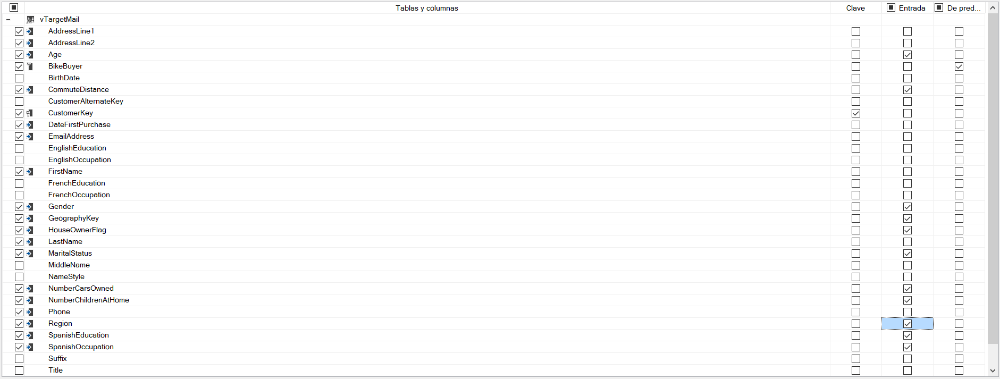 Tablas y columnas Clave Entrada De pred...
vTargetMail
AddressLine1
AddressLine2
Age
BikeBuyer
BirthDate
CommuteDistance
CustomerAlternateKey
CustomerKey
DateFirstPurchase
EmailAddress
EnglishEducation
EnglishOccupation
FirstName
FrenchEducation
FrenchOccupation
Gender
GeographyKey
HouseOwnerFlag
LastName
MaritalStatus
MiddleName
NameStyle
NumberCarsOwned
NumberChildrenAtHome
Phone
Region
SpanishEducation
SpanishOccupation
Suffix
Title